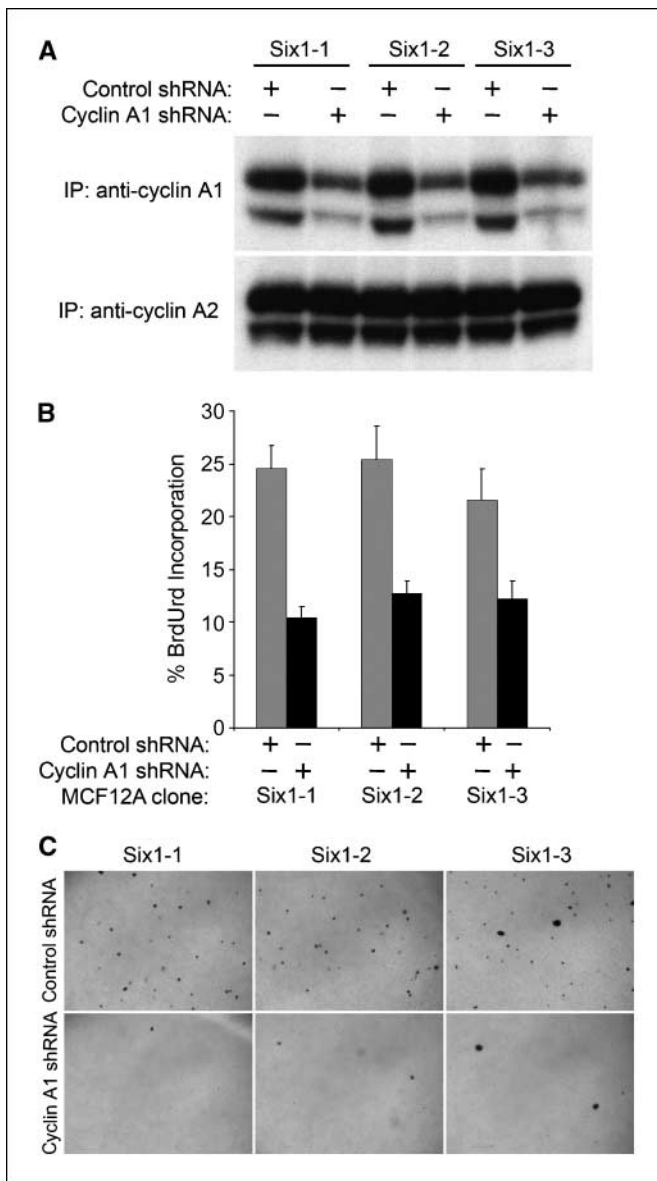 A
Six1-1 Six1-2 Six1-3
Control shRNA: + – + – + –
Cyclin A1 shRNA: – + – + – +
IP: anti-cyclin A1
IP: anti-cyclin A2
B
% BrdUrd Incorporation
30
25
20
15
10
5
0
Control shRNA: + – + – + –
Cyclin A1 shRNA: – + – + – +
MCF12A clone: Six1-1 Six1-2 Six1-3
C
Six1-1 Six1-2 Six1-3
Control shRNA
Cyclin A1 shRNA